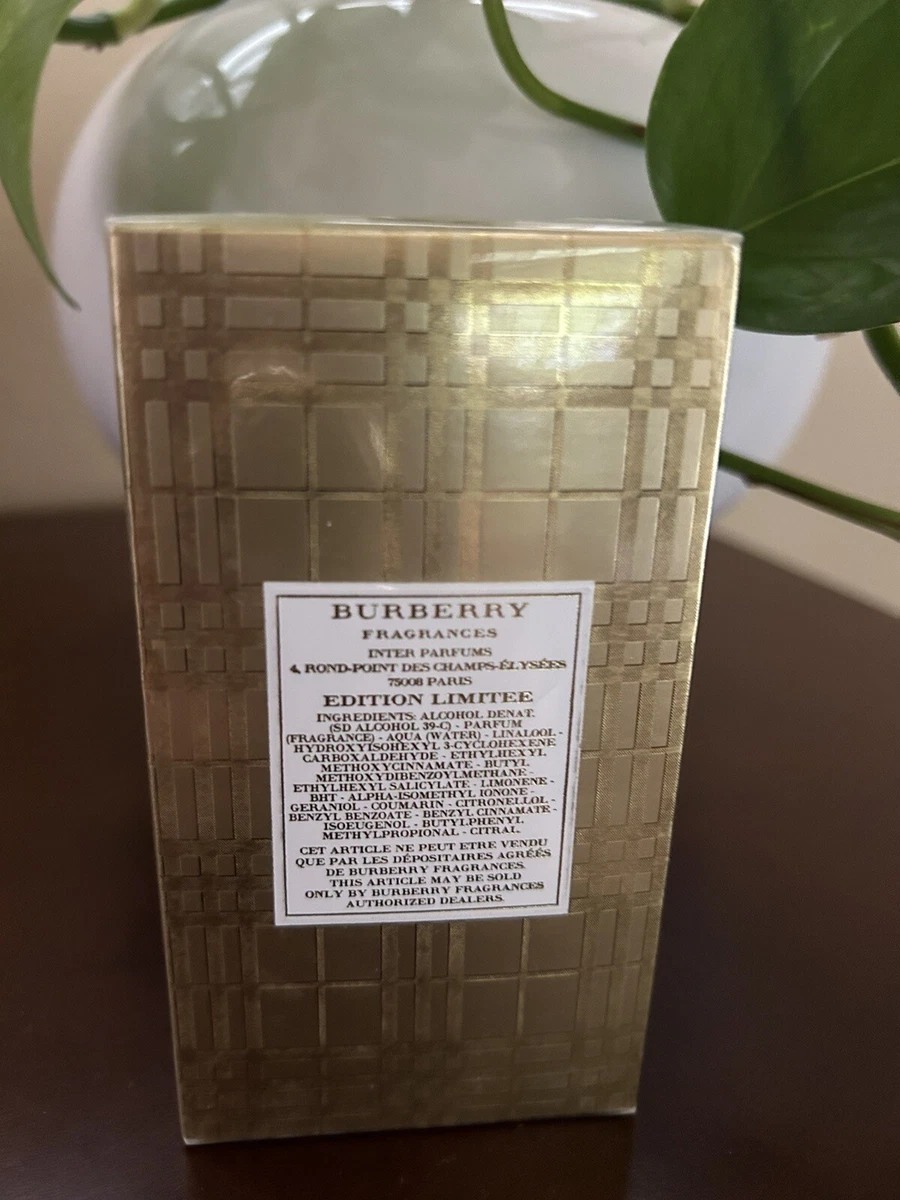 BURBERRY
FRAGRANCES
INTER PARFUMS
4, ROND-POINT DES CHAMPS-ÉLYSÉES
75008 PARIS
EDITION LIMITEE
INGREDIENTS: ALCOHOL DENAT.
(SD ALCOHOL 39-C) - PARFUM
(FRAGRANCE) - AQUA (WATER) - LINALOOL -
HYDROXYISOHEXYL 3-CYCLOHEXENE
CARBOXALDEHYDE - ETHYLHEXYL
METHOXYCINNAMATE - BUTYL
METHOXYDIBENZOYLMETHANE -
ETHYLHEXYL SALICYLATE - LIMONENE -
BHT - ALPHA-ISOMETHYL IONONE -
GERANIOL - COUMARIN - CITRONELLOL -
BENZYL BENZOATE - BENZYL CINNAMATE -
ISOEUGENOL - BUTYLPHENYL
METHYLPROPIONAL - CITRAL.
CET ARTICLE NE PEUT ETRE VENDU
QUE PAR LES DÉPOSITAIRES AGRÉÉS
DE BURBERRY FRAGRANCES.
THIS ARTICLE MAY BE SOLD
ONLY BY BURBERRY FRAGRANCES
AUTHORIZED DEALERS.